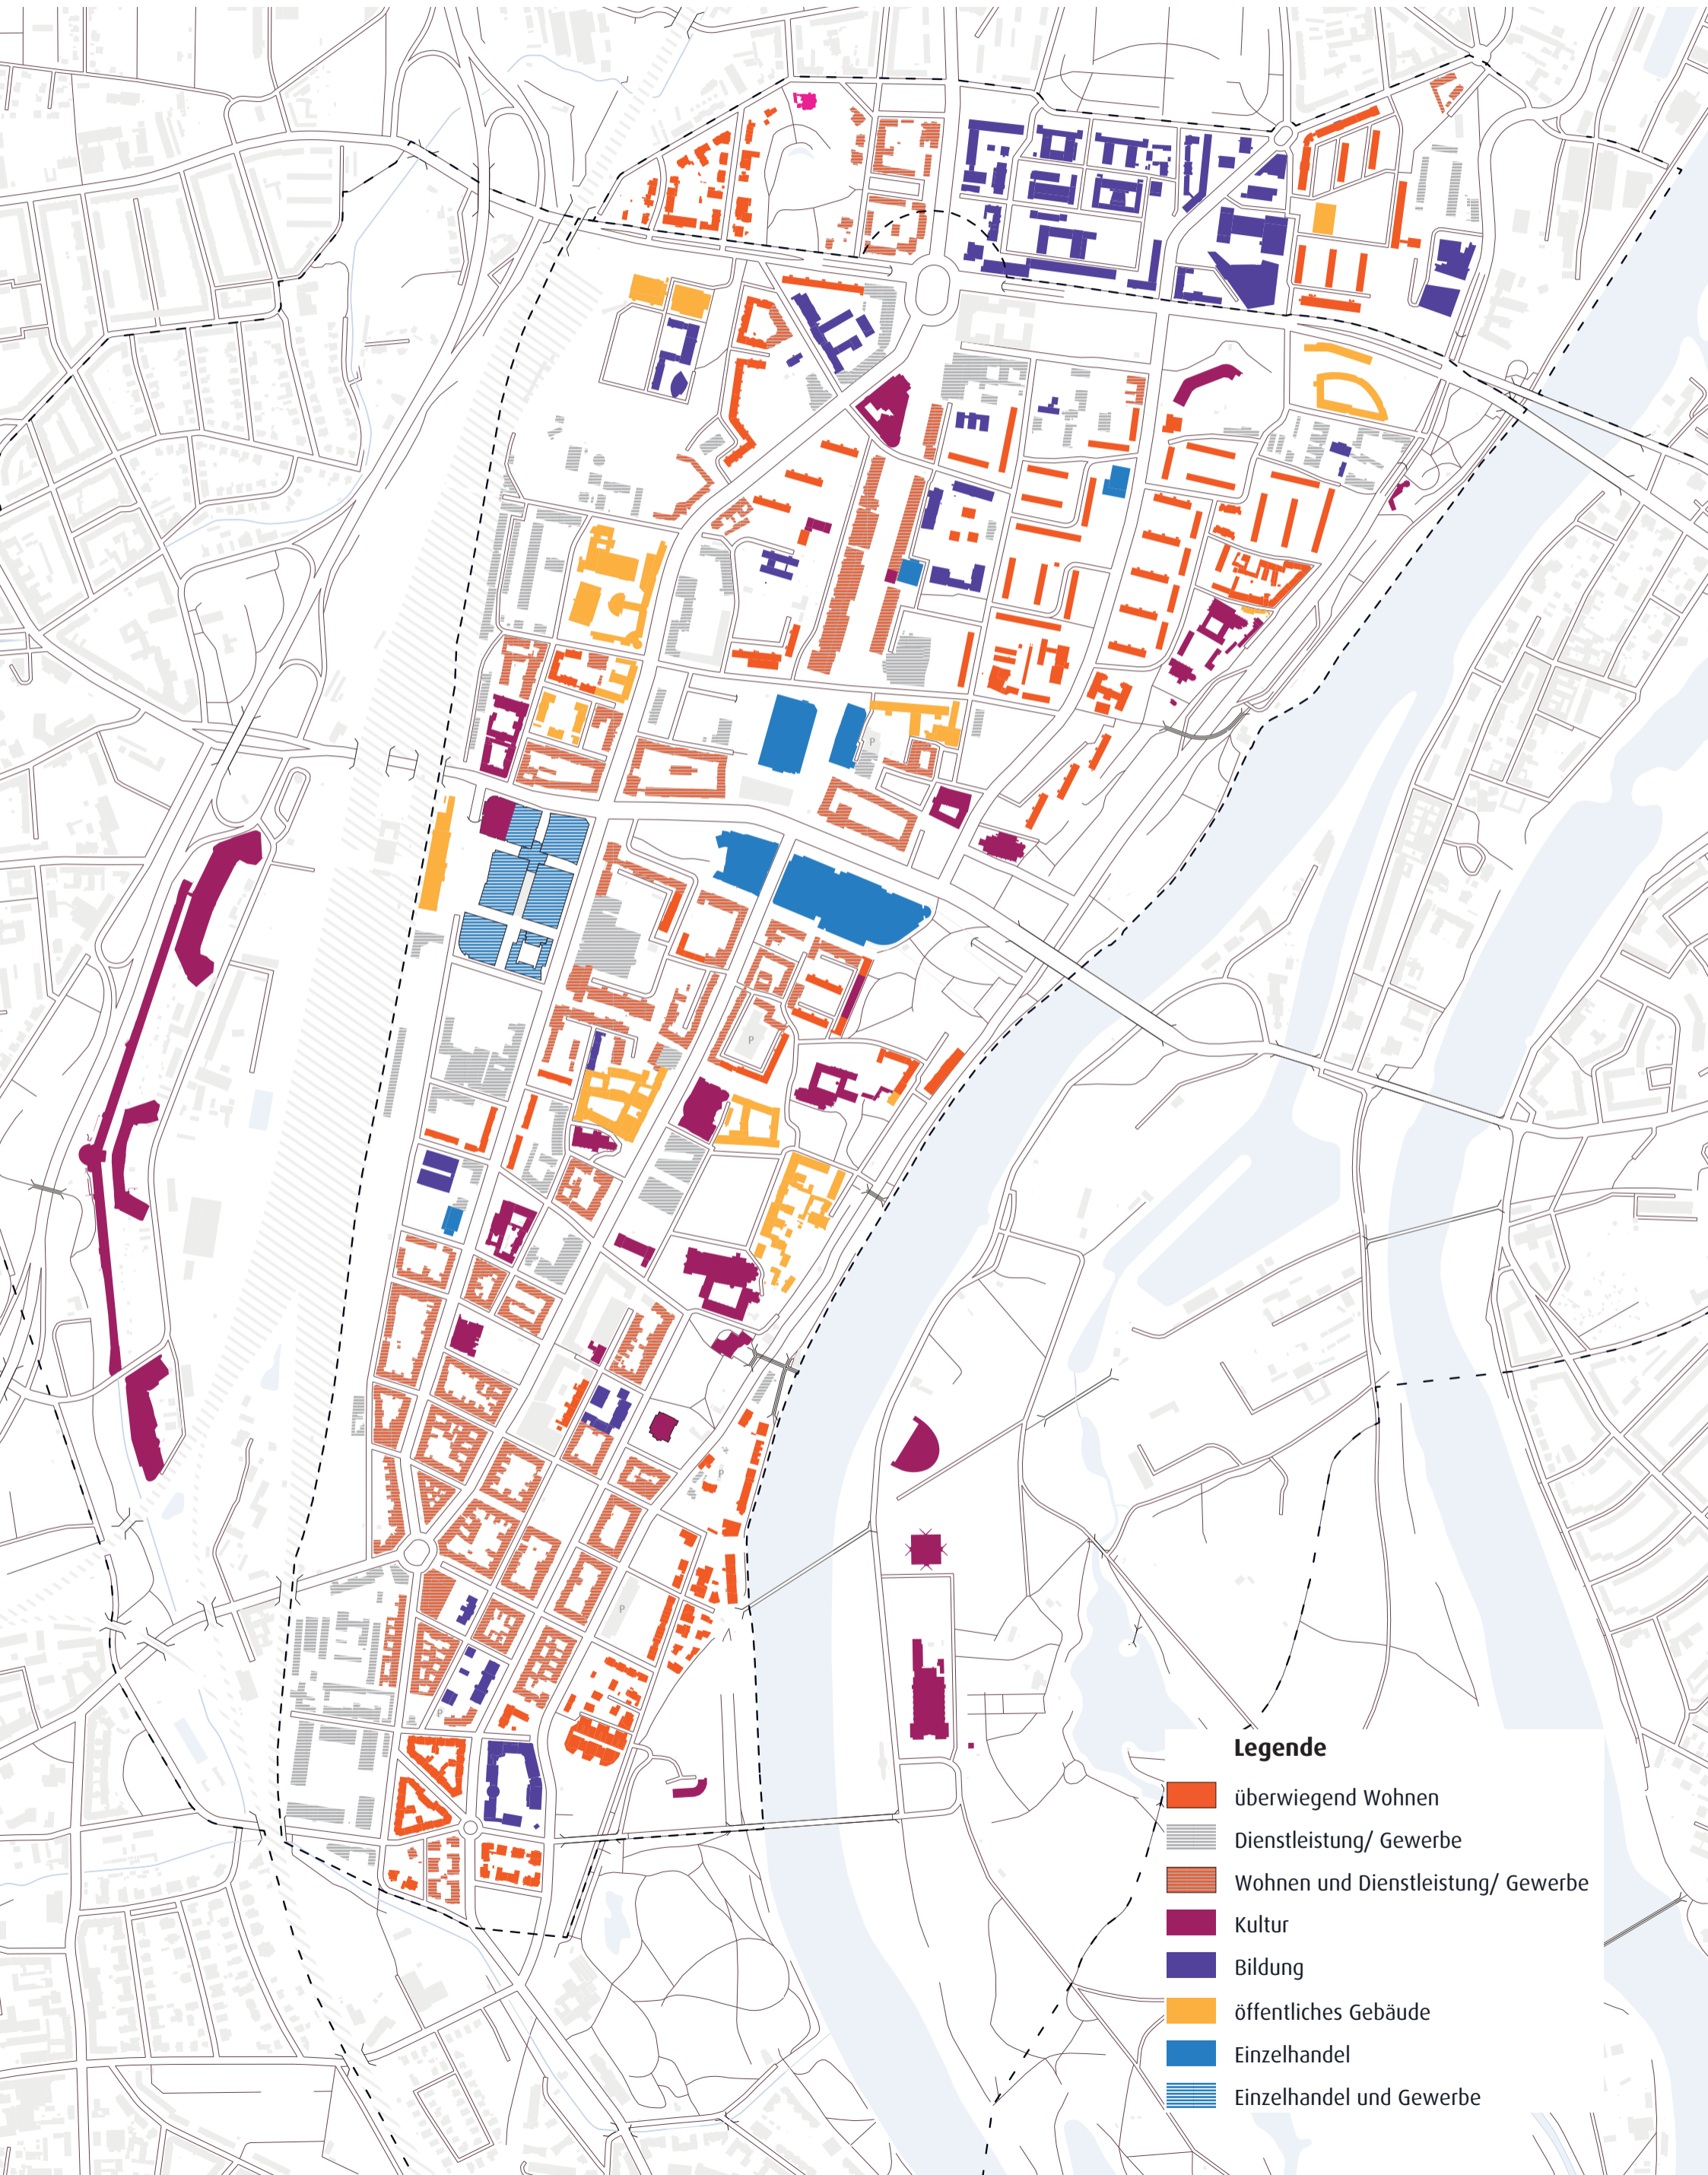 P
P
P
P
P
Legende
überwiegend Wohnen
Dienstleistung/ Gewerbe
Wohnen und Dienstleistung/ Gewerbe
Kultur
Bildung
öffentliches Gebäude
Einzelhandel
Einzelhandel und Gewerbe